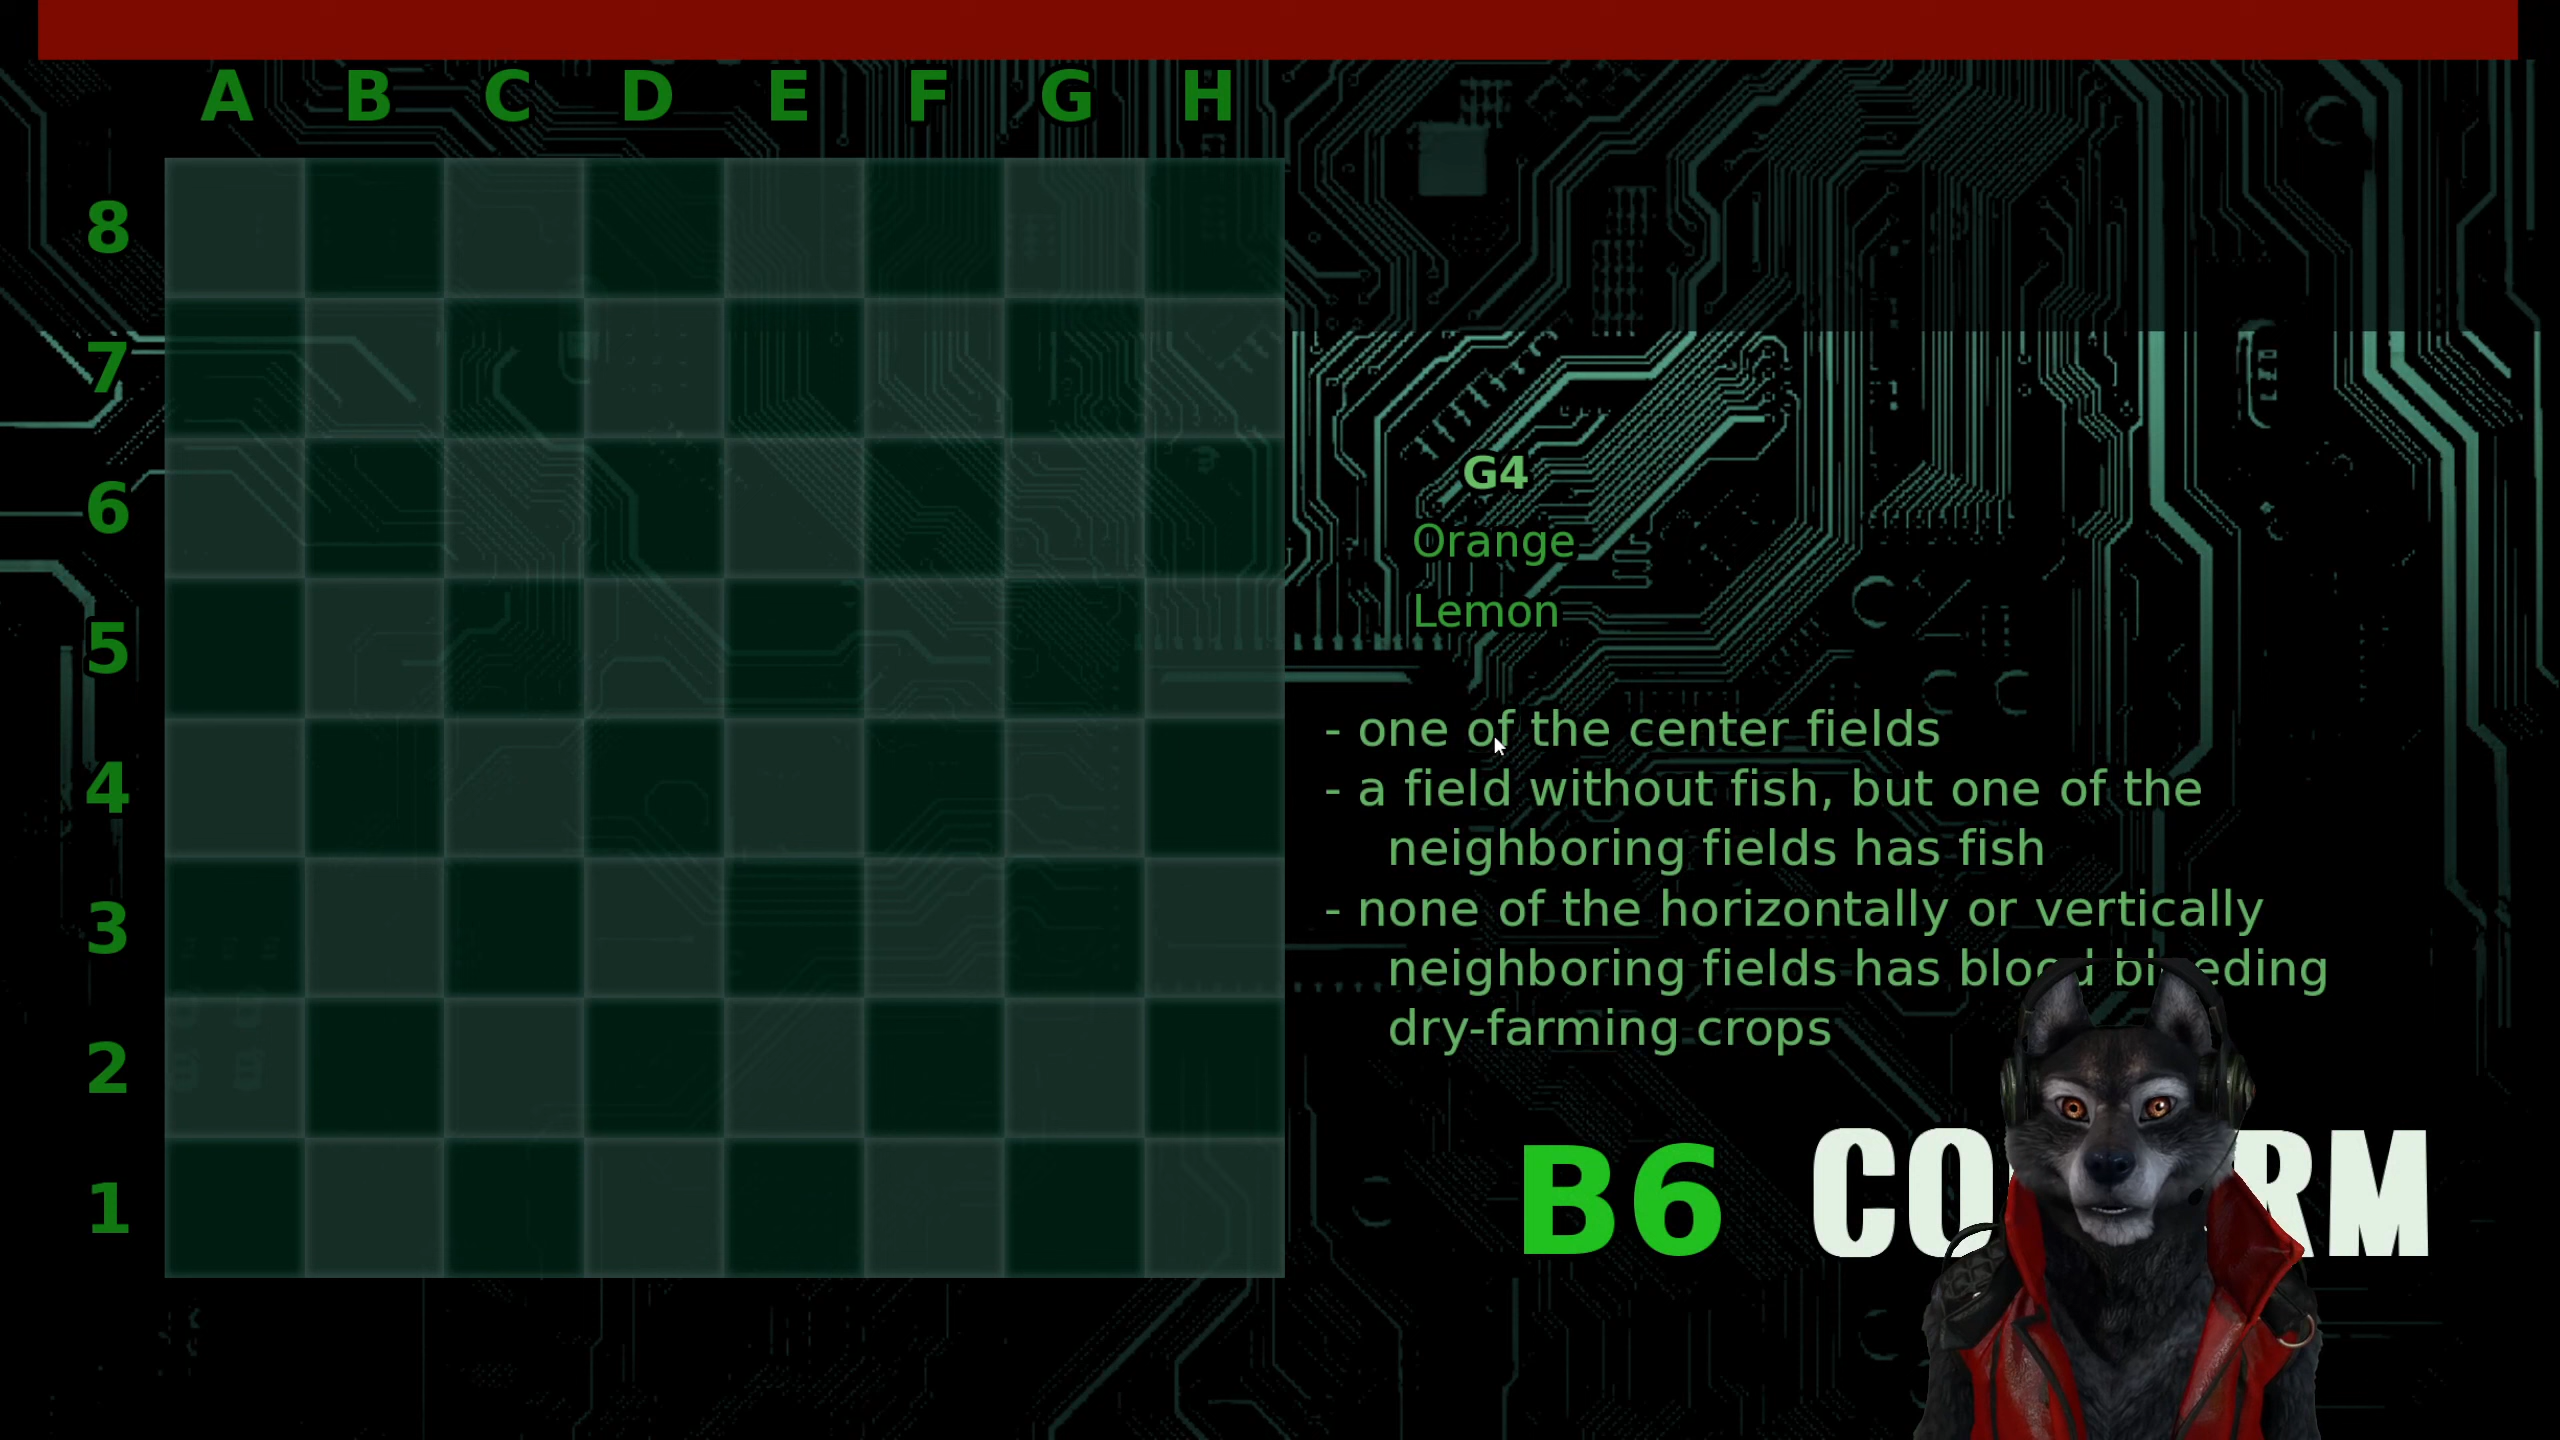 A B C D E F G H
8
7
6
5
4
3
2
1
G4
Orange
Lemon
- one of the center fields
- a field without fish, but one of the
neighboring fields has fish
- none of the horizontally or vertically
neighboring fields has blood
dry-farming crops
B6